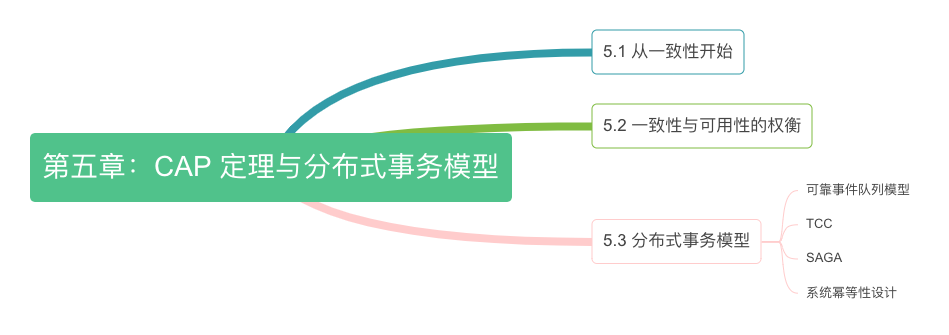 第五章：CAP 定理与分布式事务模型
5.1 从一致性开始
5.2 一致性与可用性的权衡
5.3 分布式事务模型
可靠事件队列模型
TCC
SAGA
系统幂等性设计